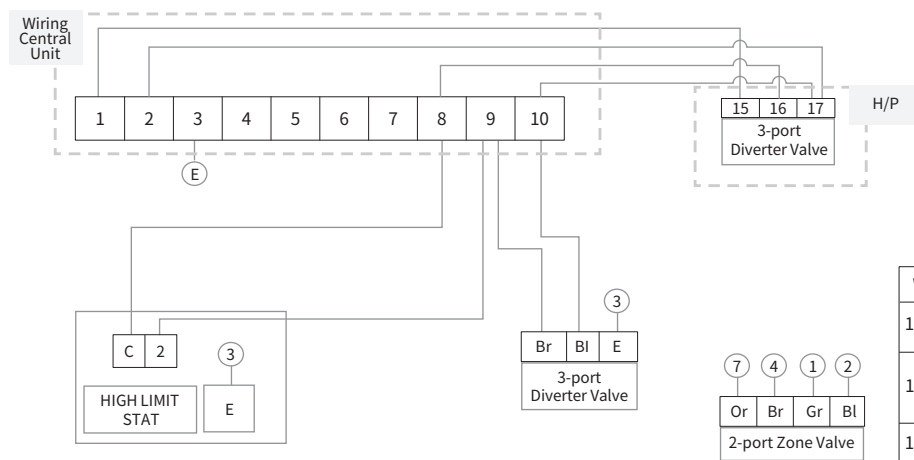 Wiring
Central
Unit
1 2 3 4 5 6 7 8 9 10
E
15 16 17
3-port
Diverter Valve
H/P
C 2
3
HIGH LIMIT
STAT
E
3
Br Bl E
3-port
Diverter Valve
7 4 1 2
Or Br Gr Bl
2-port Zone Valve